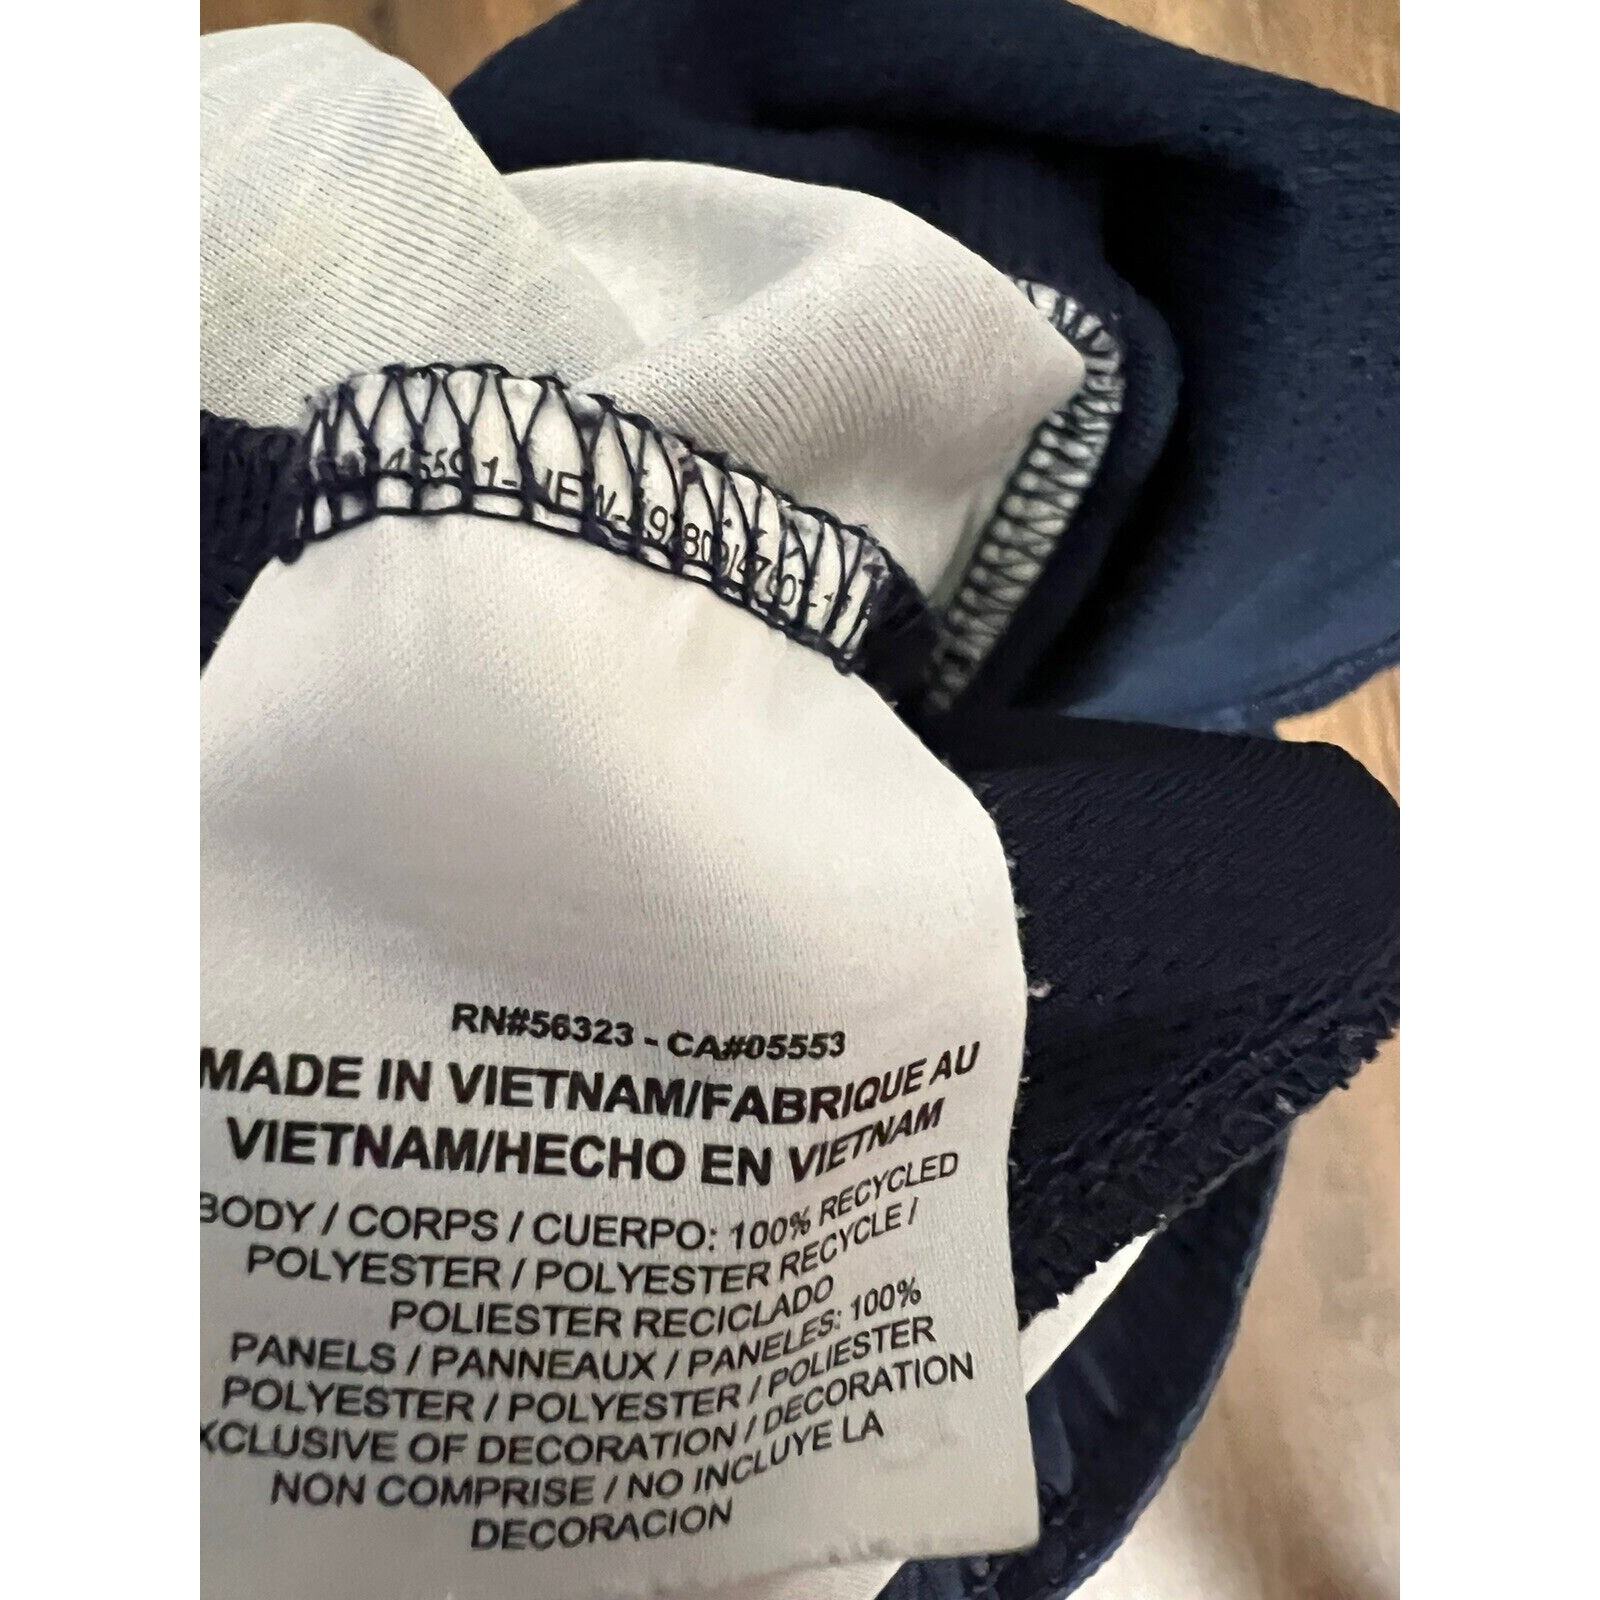 RN#56323 - CA#05553
MADE IN VIETNAM/FABRIQUE AU
VIETNAM/HECHO EN VIETNAM
BODY / CORPS / CUERPO: 100% RECYCLED
POLYESTER / POLYESTER RECYCLE /
POLIESTER RECICLADO
PANELS / PANNEAUX / PANELES: 100%
POLYESTER / POLYESTER / POLIESTER
XCLUSIVE OF DECORATION / DECORATION
NON COMPRISE / NO INCLUYE LA
DECORACION